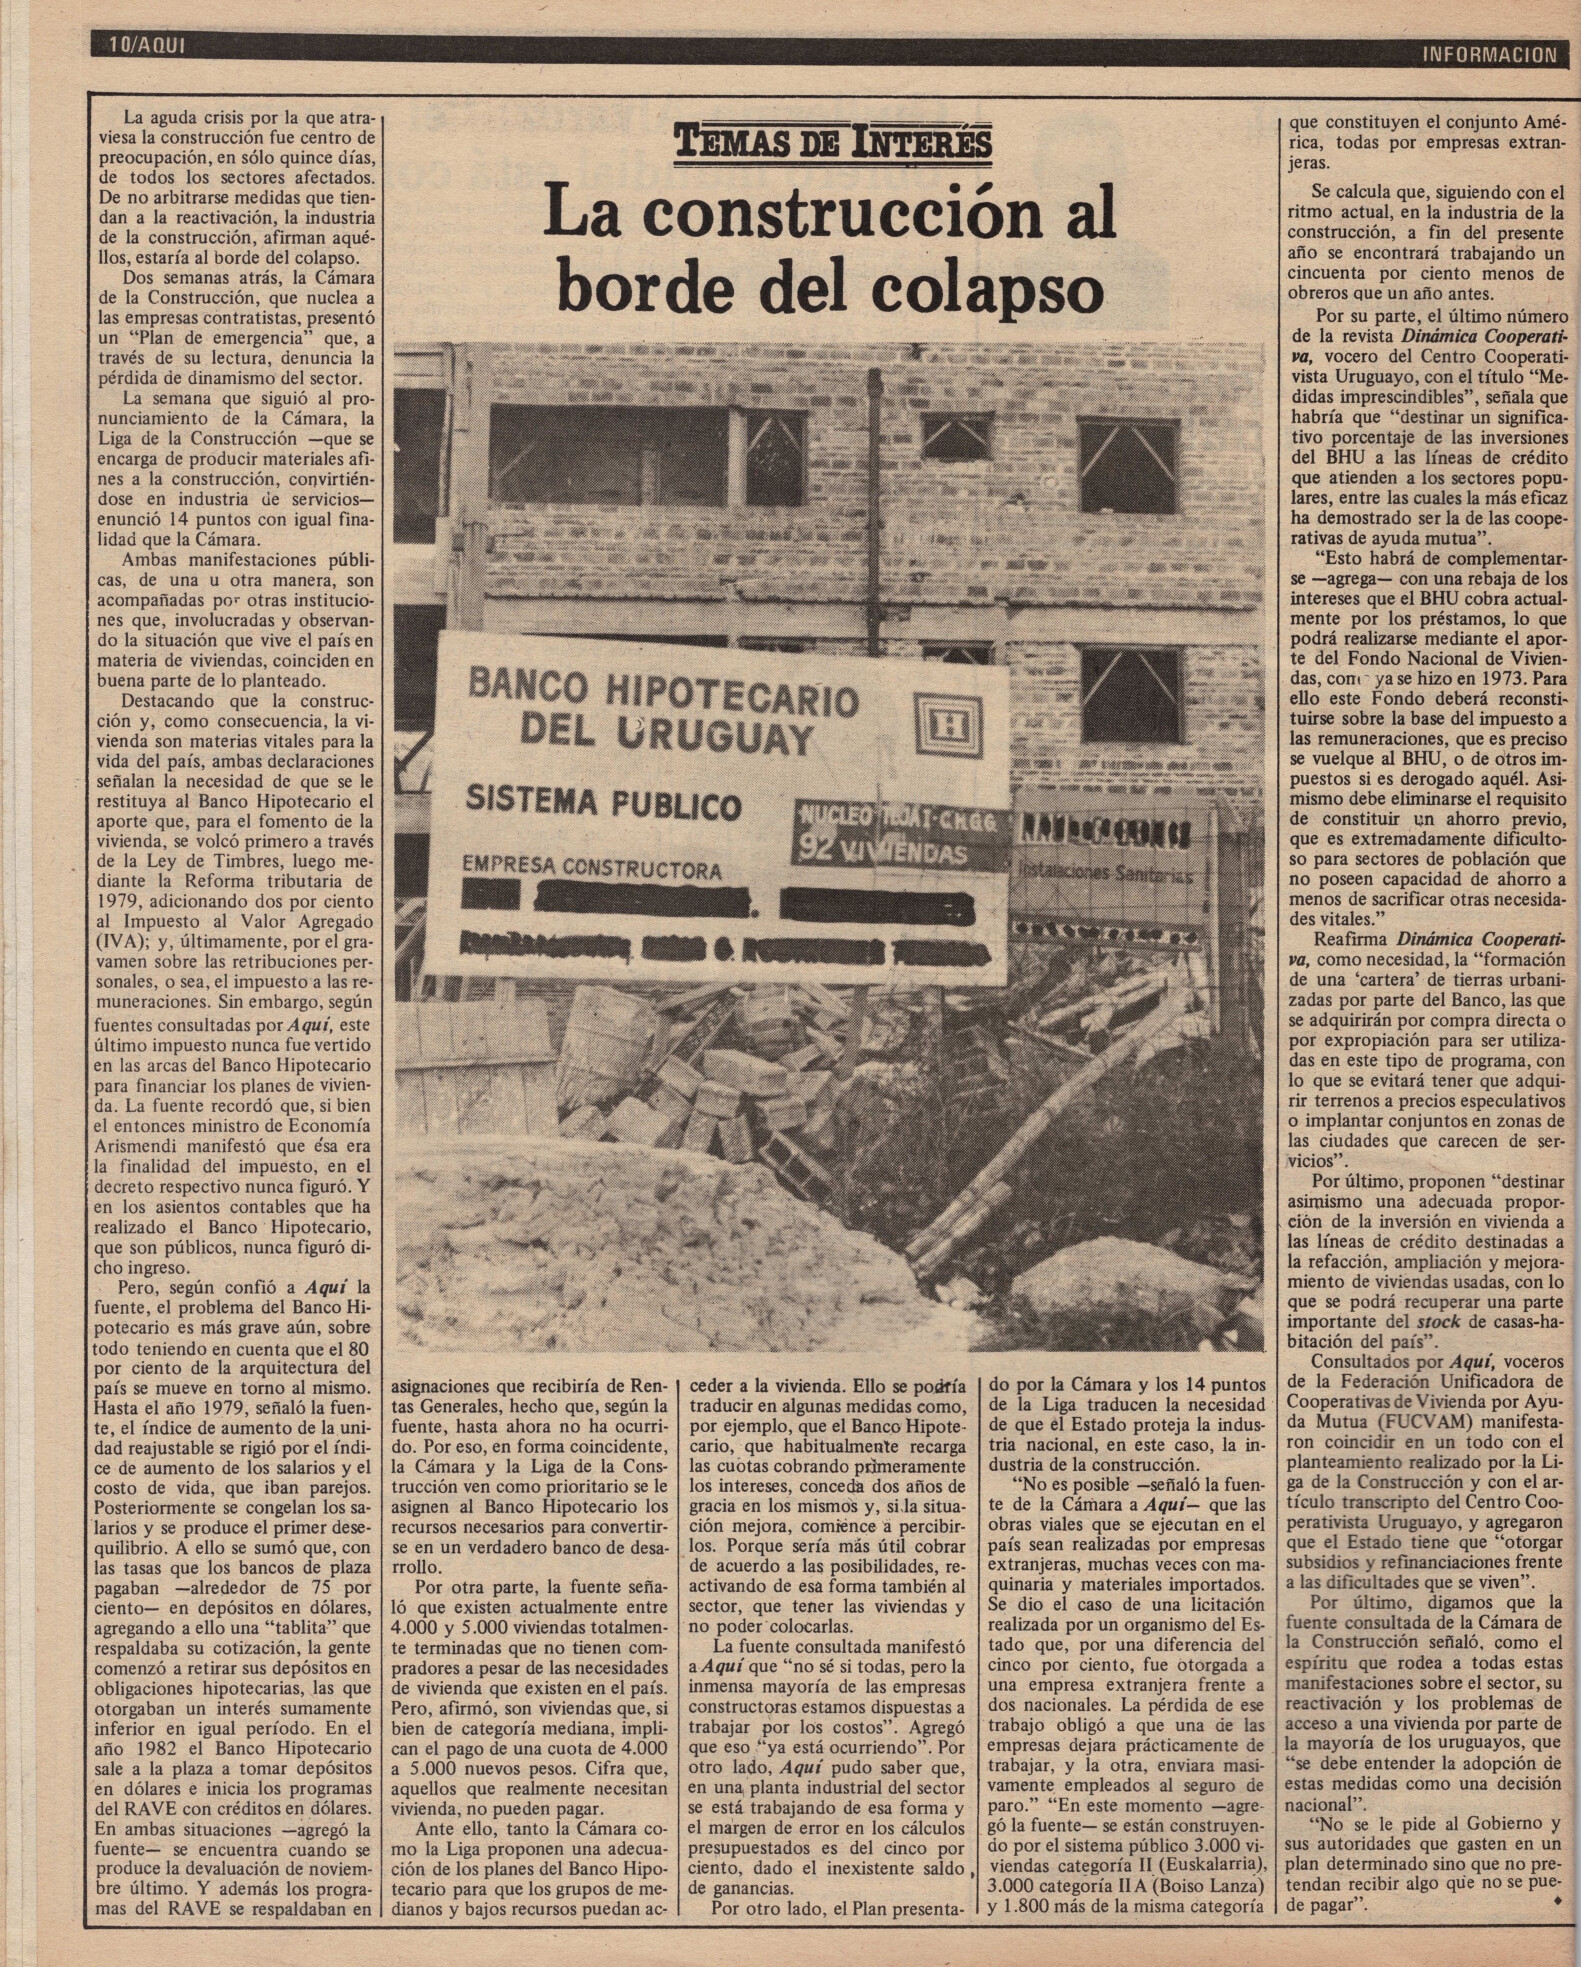 10/AQUI
INFORMACION
TEMAS DE INTERÉS
La construcción al
borde del colapso
La aguda crisis por la que atra-
viesa la construcción fue centro de
preocupación, en sólo quince días,
de todos los sectores afectados.
De no arbitrarse medidas que tien-
dan a la reactivación, la industria
de la construcción, afirman aqué-
llos, estaría al borde del colapso.
Dos semanas atrás, la Cámara
de la Construcción, que nuclea a
las empresas contratistas, presentó
un “Plan de emergencia” que, a
través de su lectura, denuncia la
pérdida de dinamismo del sector.
La semana que siguió al pro-
nunciamiento de la Cámara, la
Liga de la Construcción —que se
encarga de producir materiales afi-
nes a la construcción, convirtién-
dose en industria de servicios—
enunció 14 puntos con igual fina-
lidad que la Cámara.
Ambas manifestaciones públi-
cas, de una u otra manera, son
acompañadas por otras institucio-
nes que, involucradas y observan-
do la situación que vive el país en
materia de viviendas, coinciden en
buena parte de lo planteado.
Destacando que la construc-
ción y, como consecuencia, la vi-
vienda son materias vitales para la
vida del país, ambas declaraciones
señalan la necesidad de que se le
restituya al Banco Hipotecario el
aporte que, para el fomento de la
vivienda, se volcó primero a través
de la Ley de Timbres, luego me-
diante la Reforma tributaria de
1979, adicionando dos por ciento
al Impuesto al Valor Agregado
(IVA); y, últimamente, por el gra-
vamen sobre las retribuciones per-
sonales, o sea, el impuesto a las re-
muneraciones. Sin embargo, según
fuentes consultadas por Aquí, este
último impuesto nunca fue vertido
en las arcas del Banco Hipotecario
para financiar los planes de vivien-
da. La fuente recordó que, si bien
el entonces ministro de Economía
Arismendi manifestó que ésa era
la finalidad del impuesto, en el
decreto respectivo nunca figuró. Y
en los asientos contables que ha
realizado el Banco Hipotecario,
que son públicos, nunca figuró di-
cho ingreso.
Pero, según confió a Aquí la
fuente, el problema del Banco Hi-
potecario es más grave aún, sobre
todo teniendo en cuenta que el 80
por ciento de la arquitectura del
país se mueve en torno al mismo.
Hasta el año 1979, señaló la fuen-
te, el índice de aumento de la uni-
dad reajustable se rigió por el índi-
ce de aumento de los salarios y el
costo de vida, que iban parejos.
Posteriormente se congelan los sa-
larios y se produce el primer dese-
quilibrio. A ello se sumó que, con
las tasas que los bancos de plaza
pagaban —alrededor de 75 por
ciento— en depósitos en dólares,
agregando a ello una “tablita” que
respaldaba su cotización, la gente
comenzó a retirar sus depósitos en
obligaciones hipotecarias, las que
otorgaban un interés sumamente
inferior en igual período. En el
año 1982 el Banco Hipotecario
sale a la plaza a tomar depósitos
en dólares e inicia los programas
del RAVE con créditos en dólares.
En ambas situaciones —agregó la
fuente— se encuentra cuando se
produce la devaluación de noviem-
bre último. Y además los progra-
mas del RAVE se respaldaban en
BANCO HIPOTECARIO
DEL URUGUAY
H
SISTEMA PUBLICO
92 VIVIENDAS
EMPRESA CONSTRUCTORA
Instalaciones Sanitarias
asignaciones que recibiría de Ren-
tas Generales, hecho que, según la
fuente, hasta ahora no ha ocurri-
do. Por eso, en forma coincidente,
la Cámara y la Liga de la Cons-
trucción ven como prioritario se le
asignen al Banco Hipotecario los
recursos necesarios para convertir-
se en un verdadero banco de desa-
rrollo.
Por otra parte, la fuente seña-
ló que existen actualmente entre
4.000 y 5.000 viviendas totalmen-
te terminadas que no tienen com-
pradores a pesar de las necesidades
de vivienda que existen en el país.
Pero, afirmó, son viviendas que, si
bien de categoría mediana, impli-
can el pago de una cuota de 4.000
a 5.000 nuevos pesos. Cifra que,
aquellos que realmente necesitan
vivienda, no pueden pagar.
Ante ello, tanto la Cámara co-
mo la Liga proponen una adecua-
ción de los planes del Banco Hipo-
tecario para que los grupos de me-
dianos y bajos recursos puedan ac-
ceder a la vivienda. Ello se podría
traducir en algunas medidas como,
por ejemplo, que el Banco Hipote-
cario, que habitualmente recarga
las cuotas cobrando primeramente
los intereses, conceda dos años de
gracia en los mismos y, si la situa-
ción mejora, comience a percibir-
los. Porque sería más útil cobrar
de acuerdo a las posibilidades, re-
activando de esa forma también al
sector, que tener las viviendas y
no poder colocarlas.
La fuente consultada manifestó
a Aquí que “no sé si todas, pero la
inmensa mayoría de las empresas
constructoras estamos dispuestas a
trabajar por los costos”. Agregó
que eso “ya está ocurriendo”. Por
otro lado, Aquí pudo saber que,
en una planta industrial del sector
se está trabajando de esa forma y
el margen de error en los cálculos
presupuestados es del cinco por
ciento, dado el inexistente saldo
de ganancias.
Por otro lado, el Plan presenta-
do por la Cámara y los 14 puntos
de la Liga traducen la necesidad
de que el Estado proteja la indus-
tria nacional, en este caso, la in-
dustria de la construcción.
“No es posible —señaló la fuen-
te de la Cámara a Aquí— que las
obras viales que se ejecutan en el
país sean realizadas por empresas
extranjeras, muchas veces con ma-
quinaria y materiales importados.
Se dio el caso de una licitación
realizada por un organismo del Es-
tado que, por una diferencia del
cinco por ciento, fue otorgada a
una empresa extranjera frente a
dos nacionales. La pérdida de ese
trabajo obligó a que una de las
empresas dejara prácticamente de
trabajar, y la otra, enviara masi-
vamente empleados al seguro de
paro.” “En este momento —agre-
gó la fuente— se están construyen-
do por el sistema público 3.000 vi-
viendas categoría II (Euskalarria),
3.000 categoría II A (Boiso Lanza)
y 1.800 más de la misma categoría
que constituyen el conjunto Amé-
rica, todas por empresas extran-
jeras.
Se calcula que, siguiendo con el
ritmo actual, en la industria de la
construcción, a fin del presente
año se encontrará trabajando un
cincuenta por ciento menos de
obreros que un año antes.
Por su parte, el último número
de la revista Dinámica Cooperati-
va, vocero del Centro Cooperati-
vista Uruguayo, con el título “Me-
didas imprescindibles”, señala que
habría que “destinar un significa-
tivo porcentaje de las inversiones
del BHU a las líneas de crédito
que atienden a los sectores popu-
lares, entre las cuales la más eficaz
ha demostrado ser la de las coope-
rativas de ayuda mutua”.
“Esto habrá de complementar-
se —agrega— con una rebaja de los
intereses que el BHU cobra actual-
mente por los préstamos, lo que
podrá realizarse mediante el apor-
te del Fondo Nacional de Vivien-
das, como ya se hizo en 1973. Para
ello este Fondo deberá reconsti-
tuirse sobre la base del impuesto a
las remuneraciones, que es preciso
se vuelque al BHU, o de otros im-
puestos si es derogado aquél. Asi-
mismo debe eliminarse el requisito
de constituir un ahorro previo,
que es extremadamente dificulto-
so para sectores de población que
no poseen capacidad de ahorro a
menos de sacrificar otras necesida-
des vitales.”
Reafirma Dinámica Cooperati-
va, como necesidad, la “formación
de una ‘cartera’ de tierras urbani-
zadas por parte del Banco, las que
se adquirirán por compra directa o
por expropiación para ser utiliza-
das en este tipo de programa, con
lo que se evitará tener que adqui-
rir terrenos a precios especulativos
o implantar conjuntos en zonas de
las ciudades que carecen de ser-
vicios”.
Por último, proponen “destinar
asimismo una adecuada propor-
ción de la inversión en vivienda a
las líneas de crédito destinadas a
la refacción, ampliación y mejora-
miento de viviendas usadas, con lo
que se podrá recuperar una parte
importante del stock de casas-ha-
bitación del país”.
Consultados por Aquí, voceros
de la Federación Unificadora de
Cooperativas de Vivienda por Ayu-
da Mutua (FUCVAM) manifesta-
ron coincidir en un todo con el
planteamiento realizado por la Li-
ga de la Construcción y con el ar-
tículo transcripto del Centro Coo-
perativista Uruguayo, y agregaron
que el Estado tiene que “otorgar
subsidios y refinanciaciones frente
a las dificultades que se viven”.
Por último, digamos que la
fuente consultada de la Cámara de
la Construcción señaló, como el
espíritu que rodea a todas estas
manifestaciones sobre el sector, su
reactivación y los problemas de
acceso a una vivienda por parte de
la mayoría de los uruguayos, que
“se debe entender la adopción de
estas medidas como una decisión
nacional”.
“No se le pide al Gobierno y
sus autoridades que gasten en un
plan determinado sino que no pre-
tendan recibir algo que no se pue-
de pagar”.